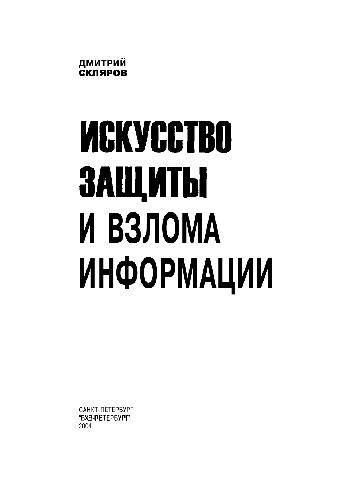 ДМИТРИЙ
СКЛЯРОВ
ИСКУССТВО
ЗАЩИТЫ
И ВЗЛОМА
ИНФОРМАЦИИ
САНКТ-ПЕТЕРБУРГ
"БХВ-ПЕТЕРБУРГ"
2004